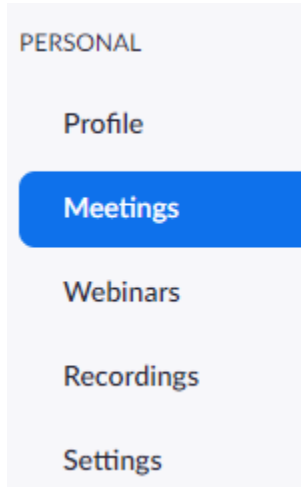 PERSONAL
Profile
Meetings
Webinars
Recordings
Settings